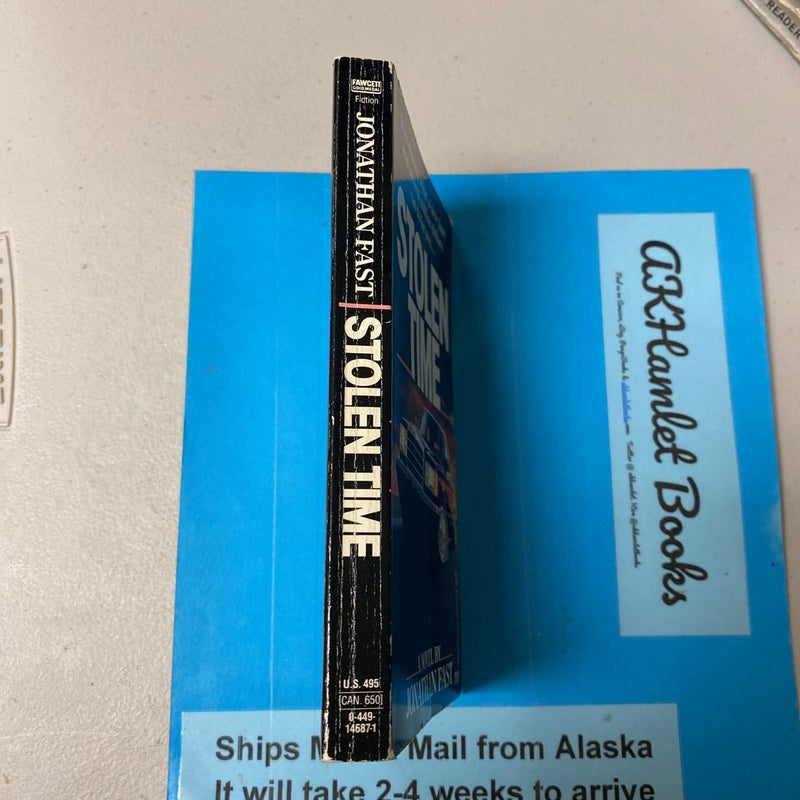 READER
FAWCETT
GOLD MEDAL
Fiction
JONATHAN FAST
STOLEN TIME
U.S. 495
CAN. 650
0-449-
14687-1
STOLEN
TIME
A NOVEL BY
JONATHAN FAST
AKHamlet Books
Ships Mail from Alaska
It will take 2-4 weeks to arrive